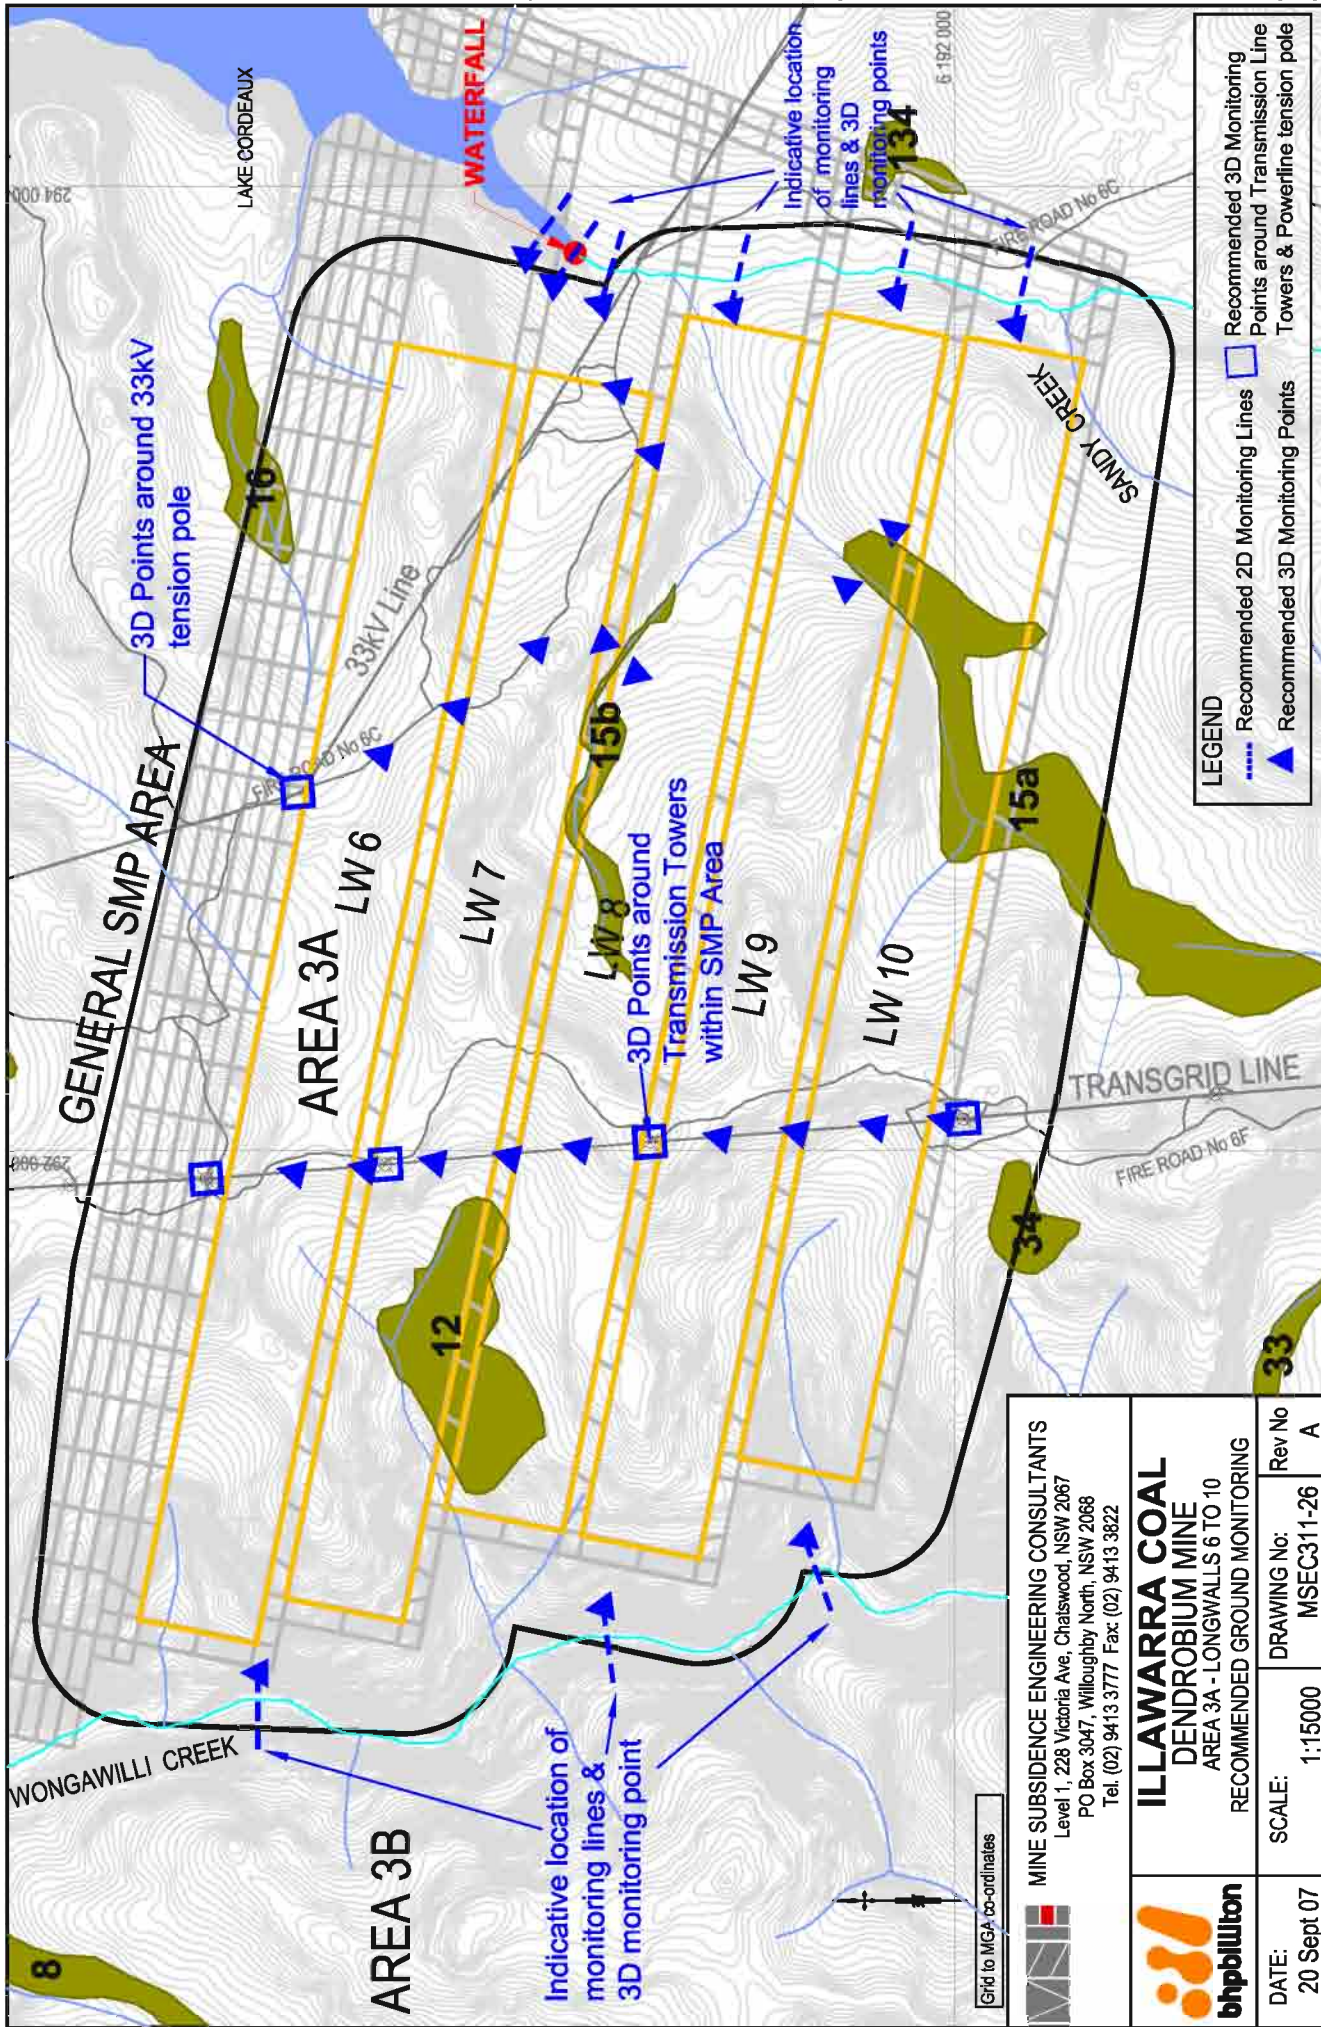 LAKE CORDEAUX
WATERFALL
294 000
6 192 000
Indicative location
of monitoring
lines & 3D
monitoring points
134
FIRE ROAD No 6C
SANDY CREEK
3D Points around 33kV
tension pole
16
33kV Line
GENERAL SMP AREA
FIRE ROAD No 6C
AREA 3A
LW 6
LW 7
LW 8
LW 9
LW 10
15b
15a
3D Points around
Transmission Towers
within SMP Area
TRANSGRID LINE
FIRE ROAD No 6F
292 000
12
34
33
WONGAWILLI CREEK
AREA 3B
8
Indicative location of
monitoring lines &
3D monitoring point
LEGEND
Recommended 2D Monitoring Lines
Recommended 3D Monitoring Points
Recommended 3D Monitoring
Points around Transmission Line
Towers & Powerline tension pole
Grid to MGA co-ordinates
MINE SUBSIDENCE ENGINEERING CONSULTANTS
Level 1, 228 Victoria Ave, Chatswood, NSW 2067
PO Box 3047, Willoughby North, NSW 2068
Tel. (02) 9413 3777 Fax: (02) 9413 3822
bhpbilliton
ILLAWARRA COAL
DENDROBIUM MINE
AREA 3A - LONGWALLS 6 TO 10
RECOMMENDED GROUND MONITORING
DATE:
20 Sept 07
SCALE:
1:15000
DRAWING No:
MSEC311-26
Rev No
A